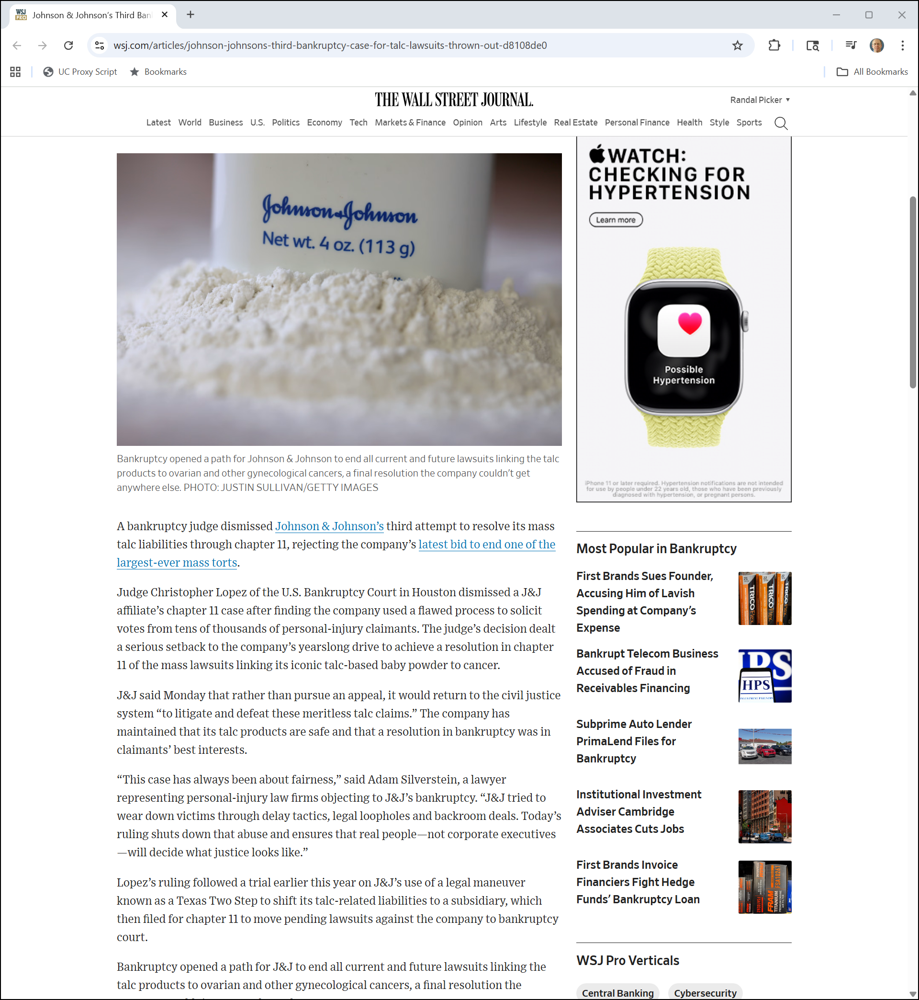 WSJ
PRO
Johnson & Johnson's Third Ban
wsj.com/articles/johnson-johnsons-third-bankruptcy-case-for-talc-lawsuits-thrown-out-d8108de0
UC Proxy Script
Bookmarks
All Bookmarks
THE WALL STREET JOURNAL.
Randal Picker
Latest World Business U.S. Politics Economy Tech Markets & Finance Opinion Arts Lifestyle Real Estate Personal Finance Health Style Sports
Johnson & Johnson
Net wt. 4 oz. (113 g)
Bankruptcy opened a path for Johnson & Johnson to end all current and future lawsuits linking the talc
products to ovarian and other gynecological cancers, a final resolution the company couldn't get
anywhere else. PHOTO: JUSTIN SULLIVAN/GETTY IMAGES
A bankruptcy judge dismissed Johnson & Johnson's third attempt to resolve its mass
talc liabilities through chapter 11, rejecting the company's latest bid to end one of the
largest-ever mass torts.
Judge Christopher Lopez of the U.S. Bankruptcy Court in Houston dismissed a J&J
affiliate's chapter 11 case after finding the company used a flawed process to solicit
votes from tens of thousands of personal-injury claimants. The judge's decision dealt
a serious setback to the company's yearslong drive to achieve a resolution in chapter
11 of the mass lawsuits linking its iconic talc-based baby powder to cancer.
J&J said Monday that rather than pursue an appeal, it would return to the civil justice
system “to litigate and defeat these meritless talc claims.” The company has
maintained that its talc products are safe and that a resolution in bankruptcy was in
claimants' best interests.
“This case has always been about fairness,” said Adam Silverstein, a lawyer
representing personal-injury law firms objecting to J&J's bankruptcy. “J&J tried to
wear down victims through delay tactics, legal loopholes and backroom deals. Today's
ruling shuts down that abuse and ensures that real people—not corporate executives
—will decide what justice looks like.”
Lopez's ruling followed a trial earlier this year on J&J's use of a legal maneuver
known as a Texas Two Step to shift its talc-related liabilities to a subsidiary, which
then filed for chapter 11 to move pending lawsuits against the company to bankruptcy
court.
Bankruptcy opened a path for J&J to end all current and future lawsuits linking the
talc products to ovarian and other gynecological cancers, a final resolution the
WATCH:
CHECKING FOR
HYPERTENSION
Learn more
Possible
Hypertension
iPhone 11 or later required. Hypertension notifications are not intended
for use by people under 22 years old, those who have been previously
diagnosed with hypertension, or pregnant persons.
Most Popular in Bankruptcy
First Brands Sues Founder,
Accusing Him of Lavish
Spending at Company's
Expense
21
22
22
TRICO Flex
TRICO Flex
TRICO Flex
Bankrupt Telecom Business
Accused of Fraud in
Receivables Financing
HPS
HPS
INVESTMENT PARTNERS
Subprime Auto Lender
PrimaLend Files for
Bankruptcy
Institutional Investment
Adviser Cambridge
Associates Cuts Jobs
First Brands Invoice
Financiers Fight Hedge
Funds' Bankruptcy Loan
FRAM
TITANIUM
FSA10262
FSA10261
WSJ Pro Verticals
Central Banking
Cybersecurity